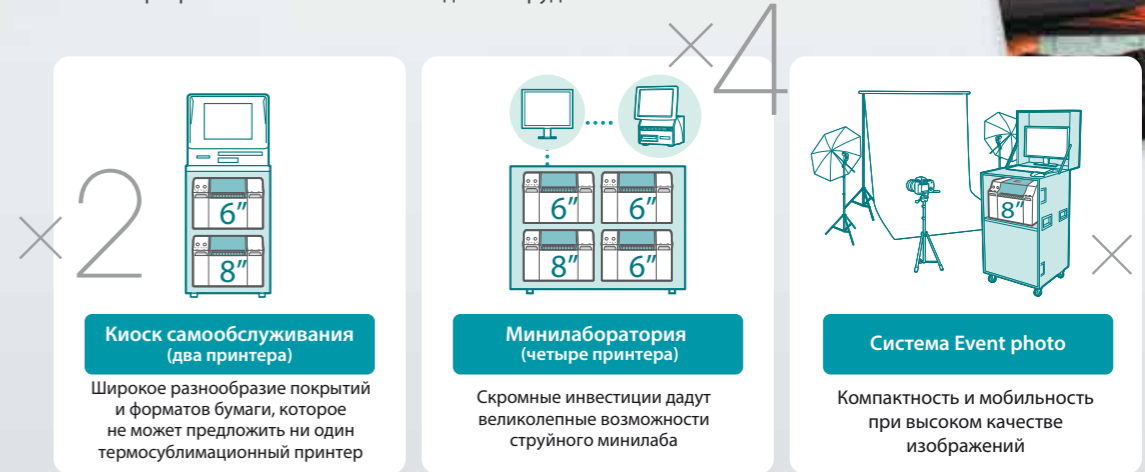 ×2
6″
8″
Киоск самообслуживания
(два принтера)
Широкое разнообразие покрытий
и форматов бумаги, которое
не может предложить ни один
термосублимационный принтер
×4
6″ 6″
8″ 6″
Минилаборатория
(четыре принтера)
Скромные инвестиции дадут
великолепные возможности
струйного минилаба
8″
×
Система Event photo
Компактность и мобильность
при высоком качестве
изображений